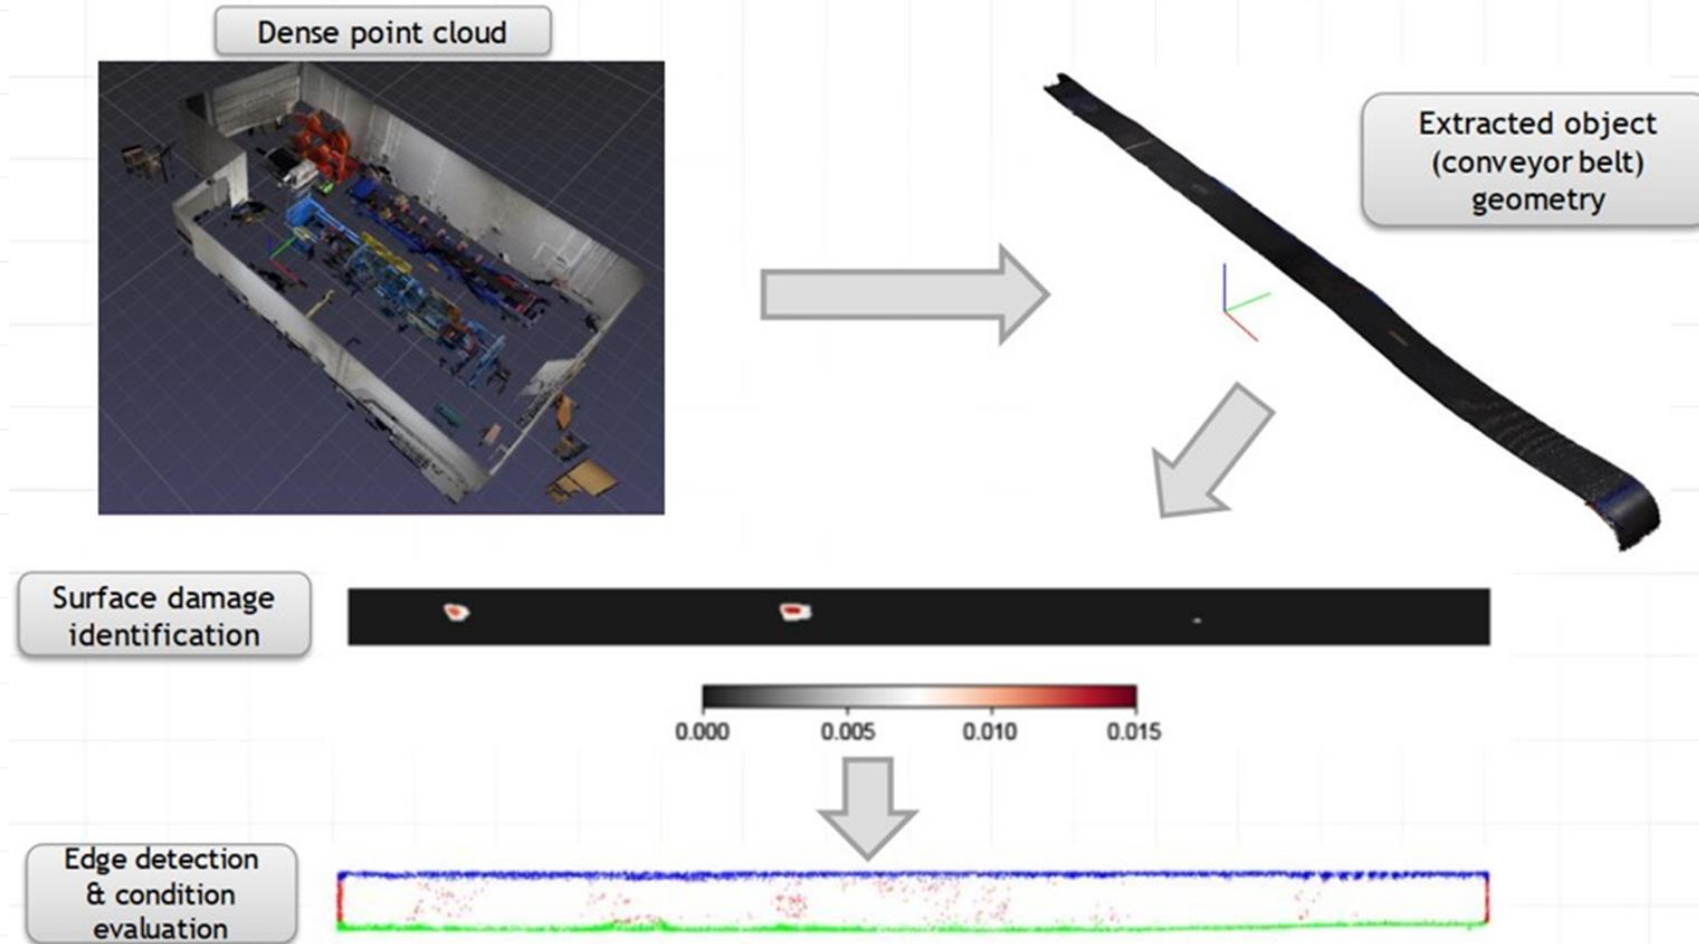 Dense point cloud
Extracted object
(conveyor belt)
geometry
Surface damage
identification
0.000 0.005 0.010 0.015
Edge detection
& condition
evaluation